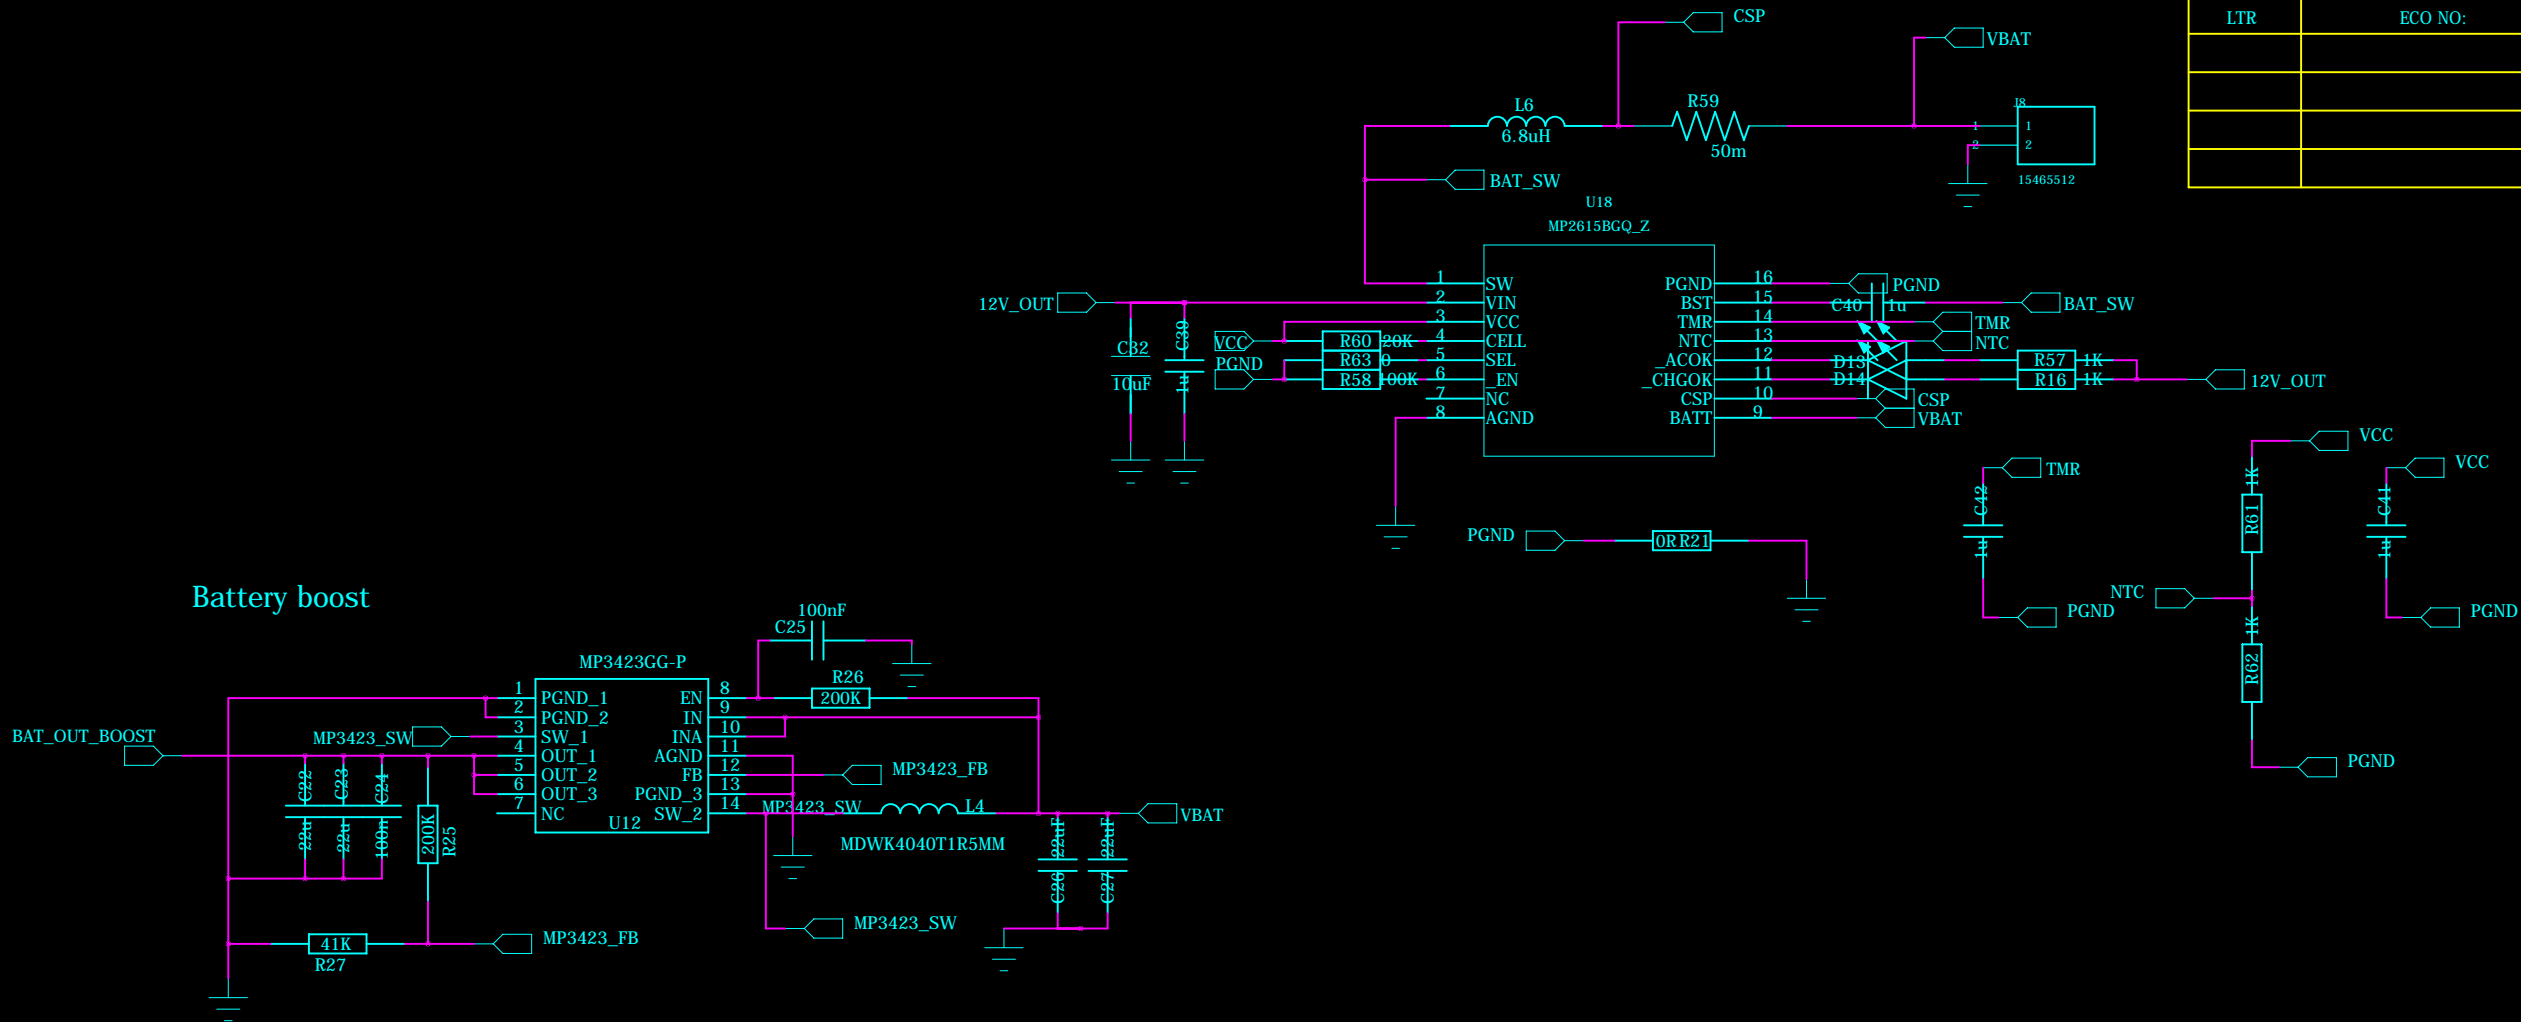 LTR
ECO NO:
CSP
VBAT
L6
6.8uH
R59
50m
J8
1
1
2
2
15465512
BAT_SW
U18
MP2615BGQ_Z
12V_OUT
C32
10uF
C39
1u
VCC
PGND
R60
20K
R63
0
R58
100K
1
SW
2
VIN
3
VCC
4
CELL
5
SEL
6
_EN
7
NC
8
AGND
PGND
16
BST
15
TMR
14
NTC
13
_ACOK
12
_CHGOK
11
CSP
10
BATT
9
PGND
C40
1u
BAT_SW
TMR
NTC
D13
D14
R57
1K
R16
1K
12V_OUT
CSP
VBAT
PGND
0R
R21
TMR
C42
1u
PGND
VCC
1K
R61
NTC
1K
R62
PGND
VCC
C41
1u
PGND
Battery boost
100nF
C25
MP3423GG-P
R26
200K
1
PGND_1
2
PGND_2
3
SW_1
4
OUT_1
5
OUT_2
6
OUT_3
7
NC
EN
8
IN
9
INA
10
AGND
11
FB
12
PGND_3
13
SW_2
14
U12
BAT_OUT_BOOST
MP3423_SW
C22
22u
C23
22u
C24
100n
200K
R25
41K
R27
MP3423_FB
MP3423_FB
MP3423_SW
L4
MDWK4040T1R5MM
VBAT
22uF
C26
22uF
C27
MP3423_SW